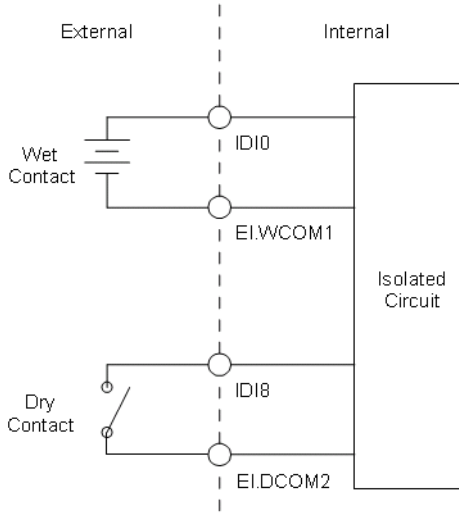 External
Internal
IDI0
Wet
Contact
EI.WCOM1
Isolated
Circuit
IDI8
Dry
Contact
EI.DCOM2